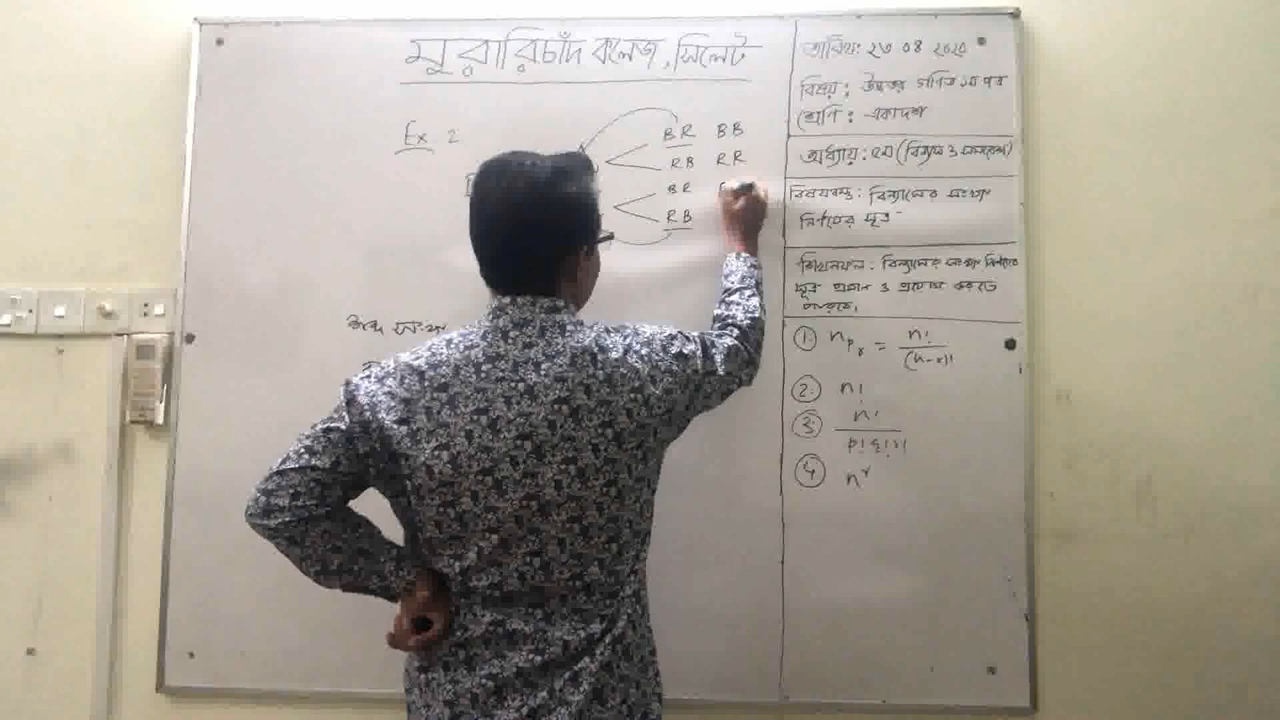 মুরারিচাঁদ কলেজ, সিলেট
Ex 2
BR BB
RB RR
BR
RB
তারিখ: ২৩ ০৪ ২০২০
বিষয়: উচ্চতর গণিত ১ম পত্র
শ্রেণি: একাদশ
অধ্যায়: ৫ম (বিন্যাস ও সমাবেশ)
বিষয়বস্তু: বিন্যাসের সংখ্যা
নির্ণয়ের সূত্র
শিখনফল: বিন্যাসের সংখ্যা নির্ণয়ের
সূত্র প্রমাণ ও প্রয়োগ করতে
পারবে।
① nPr = n! / (n-r)!
② n!
③ n! / p! q! r!
④ n^r